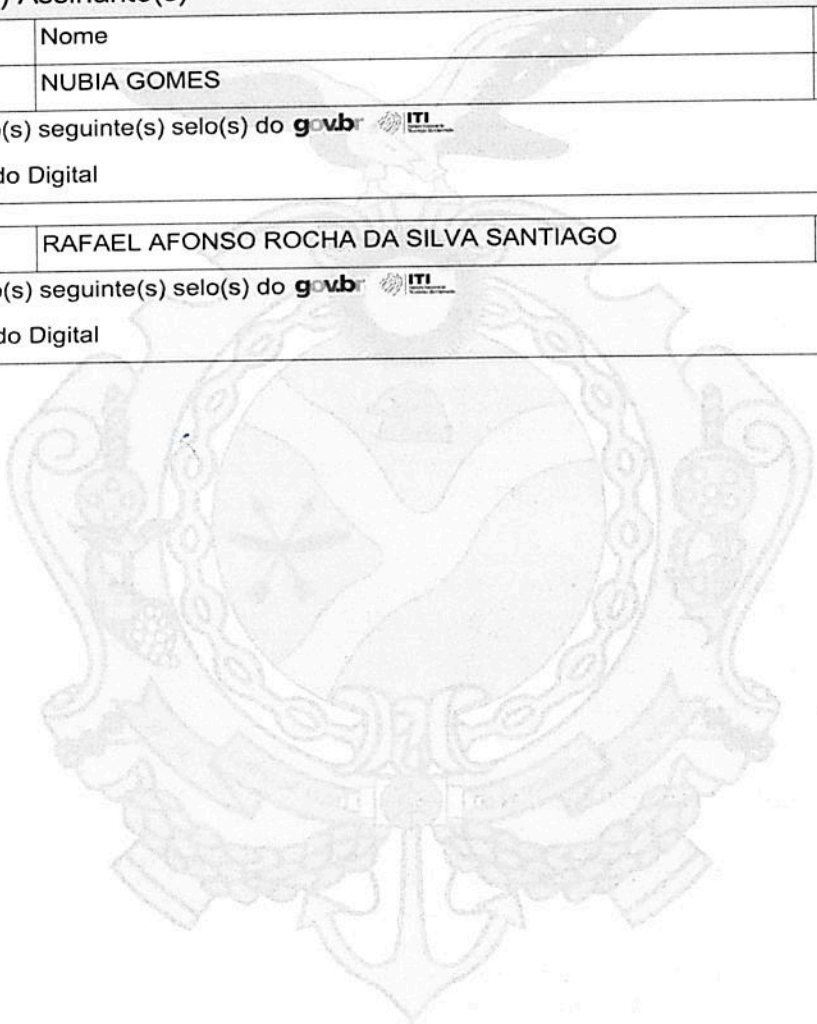 ) Assinante(s)
Nome
NUBIA GOMES
(s) seguinte(s) selo(s) do gov.br ITI
do Digital
RAFAEL AFONSO ROCHA DA SILVA SANTIAGO
(s) seguinte(s) selo(s) do gov.br ITI
do Digital